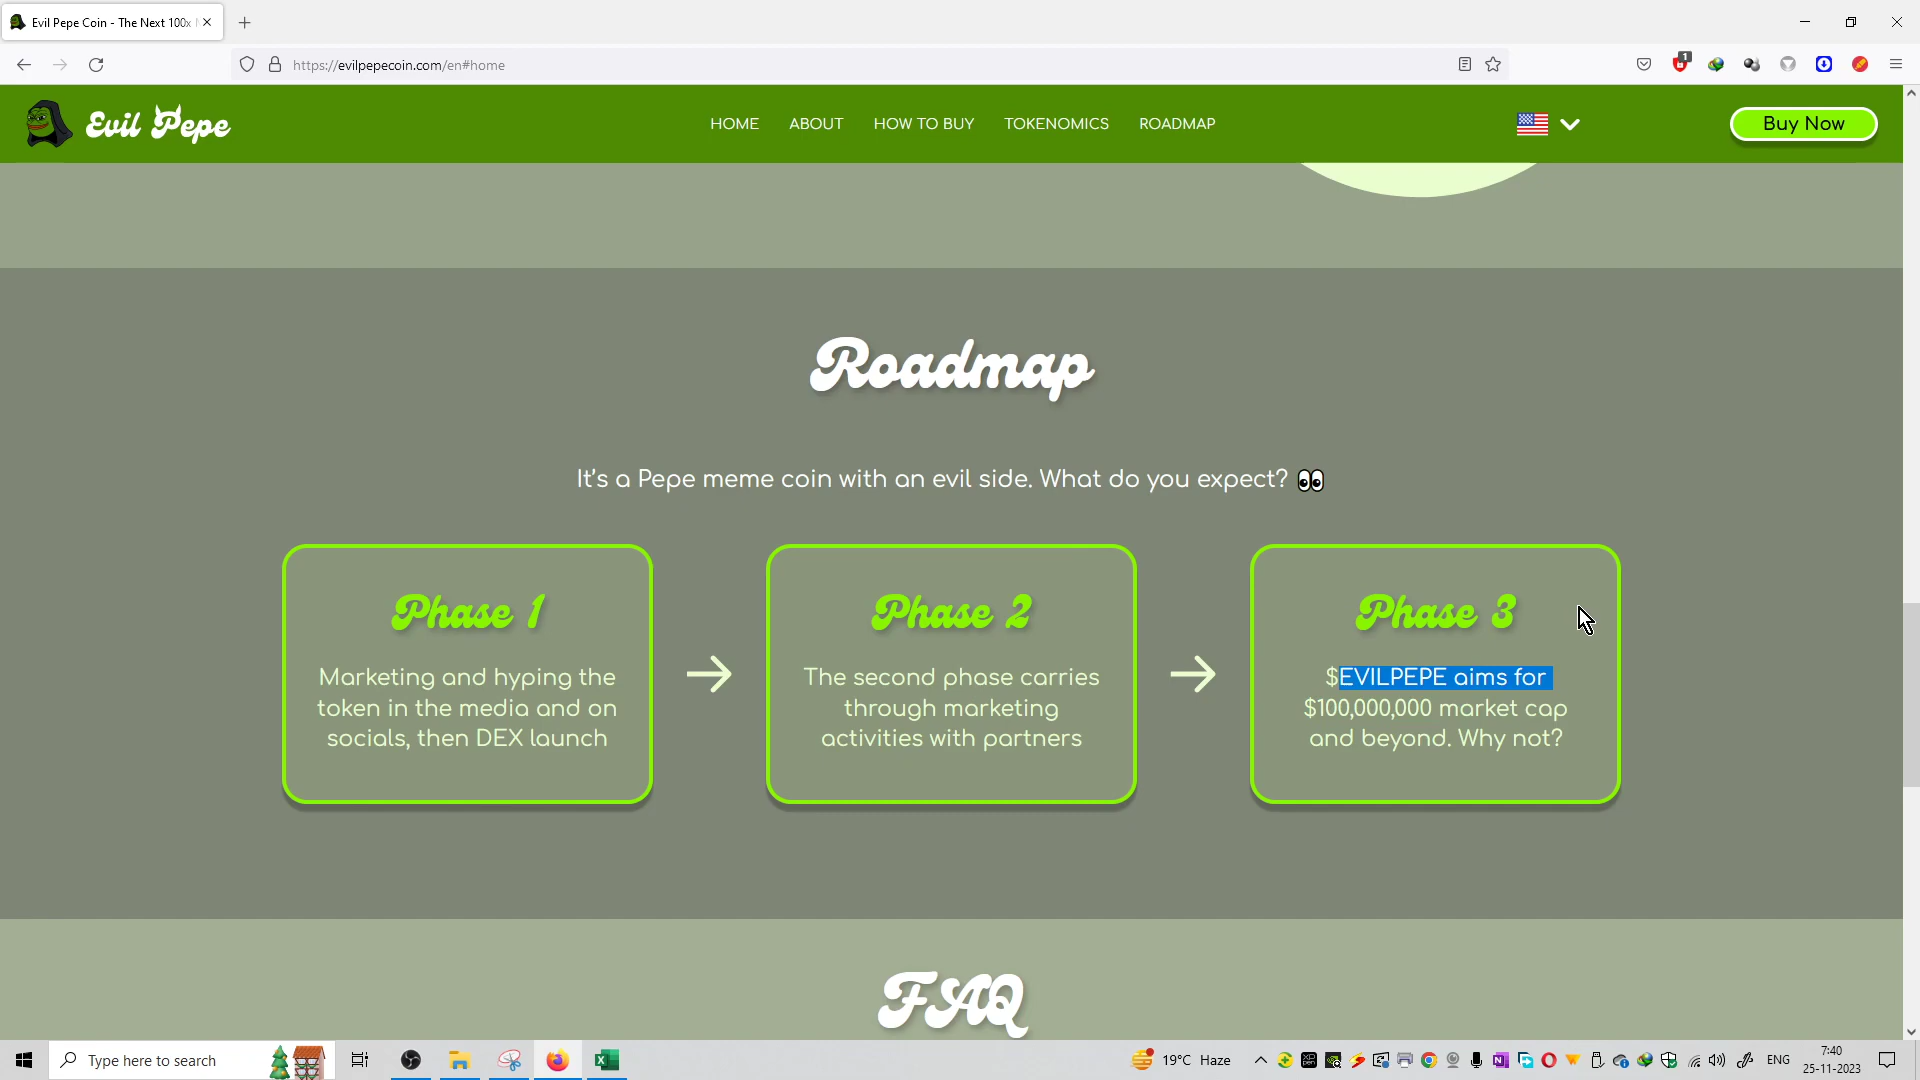 Evil Pepe Coin - The Next 100x
https://evilpepecoin.com/en#home
1
Evil Pepe
HOME
ABOUT
HOW TO BUY
TOKENOMICS
ROADMAP
Buy Now
Roadmap
It's a Pepe meme coin with an evil side. What do you expect? 👀
Phase 1
Marketing and hyping the
token in the media and on
socials, then DEX launch
Phase 2
The second phase carries
through marketing
activities with partners
Phase 3
$EVILPEPE aims for
$100,000,000 market cap
and beyond. Why not?
FAQ
Type here to search
19°C Haze
ENG
7:40
25-11-2023